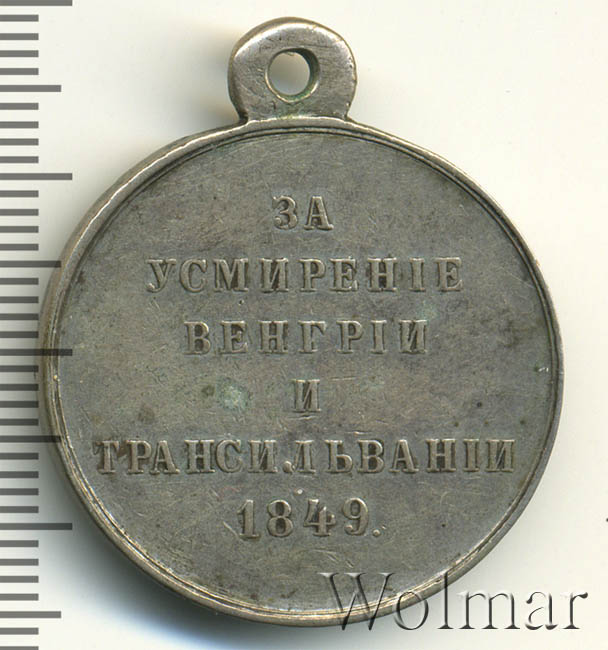 ЗА
УСМИРЕНІЕ
ВЕНГРІИ
И
ТРАНСИЛЬВАНІИ
1849.
Wolmar